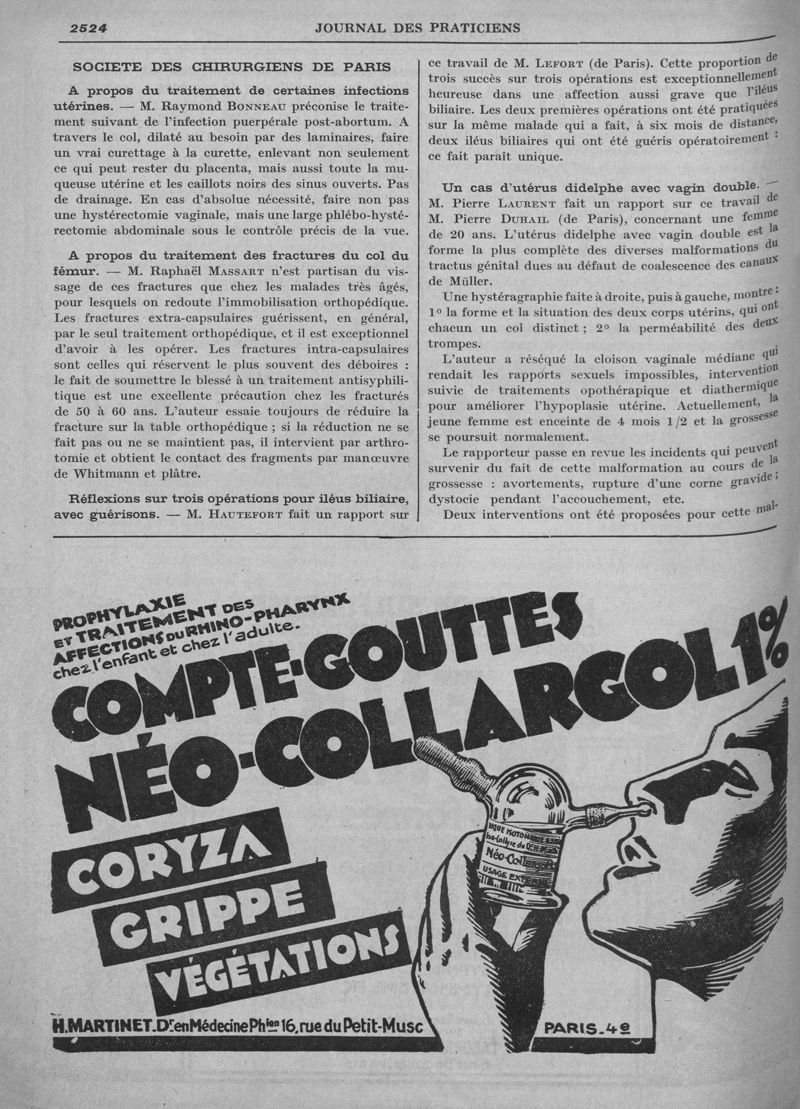 2524
JOURNAL DES PRATICIENS
SOCIETE DES CHIRURGIENS DE PARIS
A propos du traitement de certaines infections
utérines. — M. Raymond BONNEAU préconise le traite-
ment suivant de l'infection puerpérale post-abortum. A
travers le col, dilaté au besoin par des laminaires, faire
un vrai curettage à la curette, enlevant non seulement
ce qui peut rester du placenta, mais aussi toute la mu-
queuse utérine et les caillots noirs des sinus ouverts. Pas
de drainage. En cas d'absolue nécessité, faire non pas
une hystérectomie vaginale, mais une large phlébo-hysté-
rectomie abdominale sous le contrôle précis de la vue.
A propos du traitement des fractures du col du
fémur. — M. Raphaël MASSART n'est partisan du vis-
sage de ces fractures que chez les malades très âgés,
pour lesquels on redoute l'immobilisation orthopédique.
Les fractures extra-capsulaires guérissent, en général,
par le seul traitement orthopédique, et il est exceptionnel
d'avoir à les opérer. Les fractures intra-capsulaires
sont celles qui réservent le plus souvent des déboires :
le fait de soumettre le blessé à un traitement antisyphili-
tique est une excellente précaution chez les fracturés
de 50 à 60 ans. L'auteur essaie toujours de réduire la
fracture sur la table orthopédique ; si la réduction ne se
fait pas ou ne se maintient pas, il intervient par arthro-
tomie et obtient le contact des fragments par manœuvre
de Whitmann et plâtre.
Réflexions sur trois opérations pour iléus biliaire,
avec guérisons. — M. HAUTEFORT fait un rapport sur
ce travail de M. LEFORT (de Paris). Cette proportion de
trois succès sur trois opérations est exceptionnellement
heureuse dans une affection aussi grave que l'iléus
biliaire. Les deux premières opérations ont été pratiquées
sur la même malade qui a fait, à six mois de distance,
deux iléus biliaires qui ont été guéris opératoirement :
ce fait paraît unique.
Un cas d'utérus didelphe avec vagin double. —
M. Pierre LAURENT fait un rapport sur ce travail de
M. Pierre DUHAIL (de Paris), concernant une femme
de 20 ans. L'utérus didelphe avec vagin double est la
forme la plus complète des diverses malformations du
tractus génital dues au défaut de coalescence des canaux
de Müller.
Une hystéragraphie faite à droite, puis à gauche, montre :
1º la forme et la situation des deux corps utérins, qui ont
chacun un col distinct ; 2º la perméabilité des deux
trompes.
L'auteur a réséqué la cloison vaginale médiane qui
rendait les rapports sexuels impossibles, intervention
suivie de traitements opothérapique et diathermique
pour améliorer l'hypoplasie utérine. Actuellement, la
jeune femme est enceinte de 4 mois 1/2 et la grossesse
se poursuit normalement.
Le rapporteur passe en revue les incidents qui peuvent
survenir du fait de cette malformation au cours de la
grossesse : avortements, rupture d'une corne gravide ;
dystocie pendant l'accouchement, etc.
Deux interventions ont été proposées pour cette mal-
PROPHYLAXIE
ET TRAITEMENT DES
AFFECTIONS DU RHINO-PHARYNX
chez l'enfant et chez l'adulte.
COMPTE-GOUTTES
NÉO-COLLARGOL 1%
CORYZA
GRIPPE
VÉGÉTATIONS
Néo-Collargol
USAGE EXTERNE
H. MARTINET. Dr en Médecine Phien 16, rue du Petit-Musc
PARIS-4e